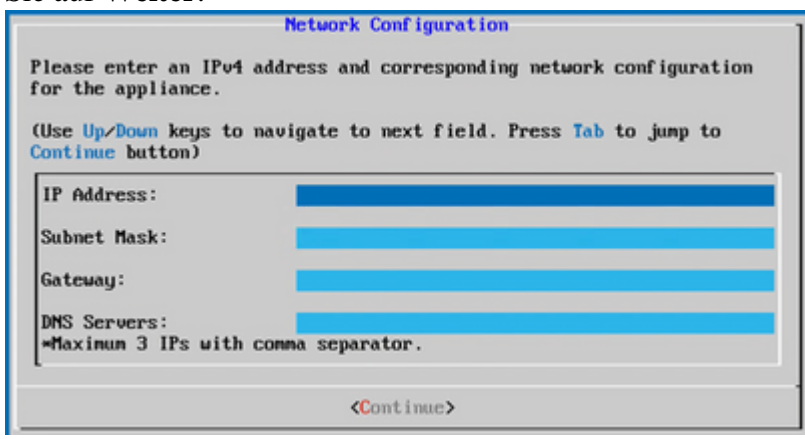 Network Configuration
Please enter an IPv4 address and corresponding network configuration
for the appliance.
(Use Up/Down keys to navigate to next field. Press Tab to jump to
Continue button)
IP Address:
Subnet Mask:
Gateway:
DNS Servers:
*Maximum 3 IPs with comma separator.
<Continue>